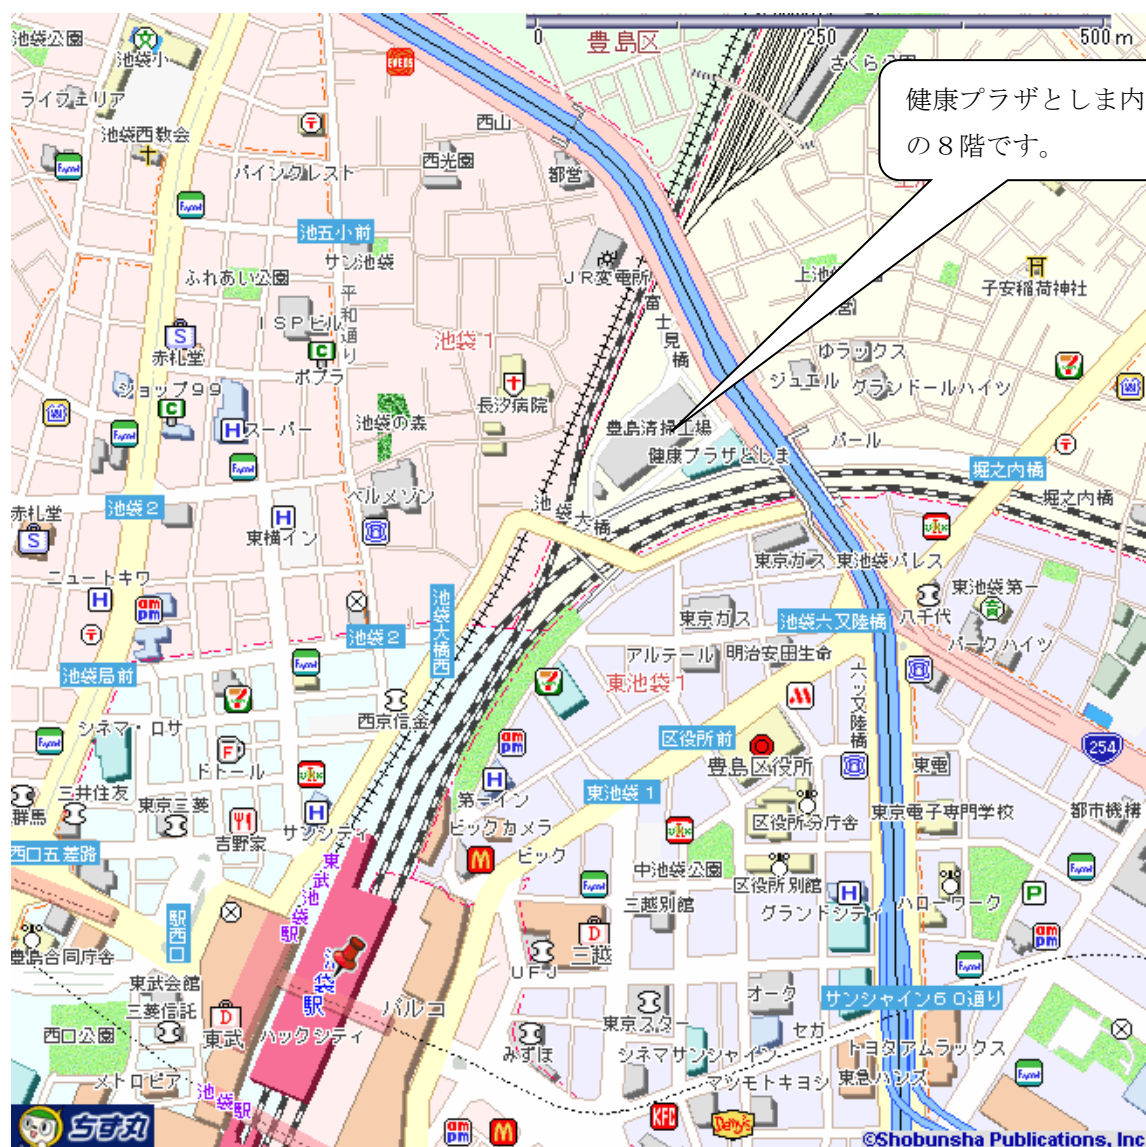 0
250
500 m
豊島区
池袋公園
池袋小
ENEOS
さくら公園
健康プラザとしま内
の８階です。
ライフェリア
池袋西教会
西山
西光園
都営
パインクレスト
池五小前
サン池袋
ふれあい公園
平和通り
ＪＲ変電所
富士見橋
子安稲荷神社
ＩＳＰビル
池袋1
赤札堂
ポプラ
ゆうラックス
ジュエル
グランドールハイツ
ショップ９９
長汐病院
スーパー
池袋の森
豊島清掃工場
健康プラザとしま
パール
堀之内橋
堀之内橋
池袋２
ベルメゾン
池袋大橋
赤札堂
東横イン
東京ガス
東池袋パレス
ニュートキワ
am pm
池袋大橋西
東池袋第一
八千代
東京ガス
池袋六又陸橋
池袋２
パークハイツ
池袋局前
アルテール
明治安田生命
東池袋1
六ッ又陸橋
西京信金
シネマ・ロサ
区役所前
254
ドトール
am pm
豊島区役所
東電
三井住友
第一イン
東池袋１
群馬
東京三菱
サンシティ
吉野家
ビックカメラ
区役所分庁舎
東京電子専門学校
都市機構
西口五差路
東武池袋駅
ビック
中池袋公園
区役所別館
三越別館
グランドシティ
ハローワーク
P
am pm
駅西口
豊島合同庁舎
池袋駅
ＵＦＪ
三越
東武会館
三菱信託
オーク
サンシャイン６０通り
西口公園
東武
ハックシティ
パルコ
東京スター
セガ
みずほ
シネマサンシャイン
トヨタアムラックス
メトロピア
池袋駅
マツモトキヨシ
東急ハンズ
KFC
Denny's
am pm
ちず丸
©Shobunsha Publications, Inc